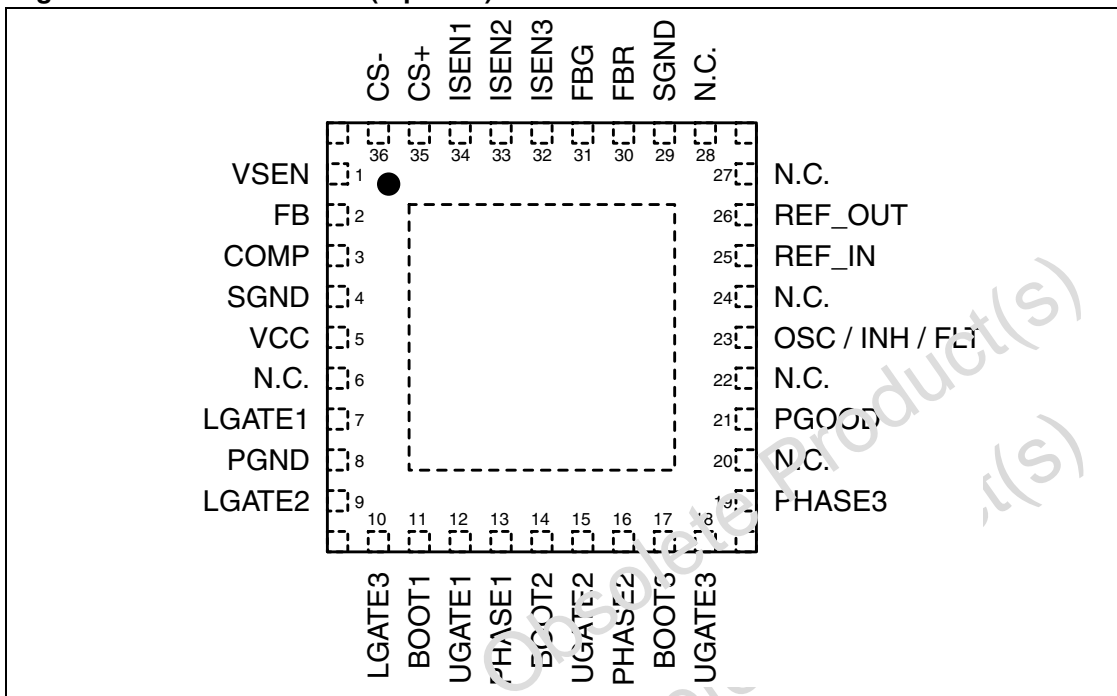 CS-
CS+
ISEN1
ISEN2
ISEN3
FBG
FBR
SGND
N.C.
36 35 34 33 32 31 30 29 28
VSEN 1
FB 2
COMP 3
SGND 4
VCC 5
N.C. 6
LGATE1 7
PGND 8
LGATE2 9
27 N.C.
26 REF_OUT
25 REF_IN
24 N.C.
23 OSC / INH / FLT
22 N.C.
21 PGOOD
20 N.C.
19 PHASE3
10 11 12 13 14 15 16 17 18
LGATE3
BOOT1
UGATE1
PHASE1
BOOT2
UGATE2
PHASE2
BOOT3
UGATE3
Obsolete Product(s)